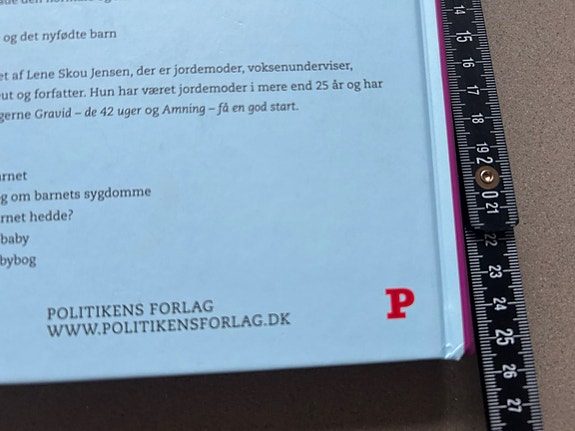 og det nyfødte barn
et af Lene Skou Jensen, der er jordemoder, voksenunderviser,
ut og forfatter. Hun har været jordemoder i mere end 25 år og har
gerne Gravid – de 42 uger og Amning – få en god start.
rnet
g om barnets sygdomme
rnet hedde?
baby
bybog
POLITIKENS FORLAG
WWW.POLITIKENSFORLAG.DK
P
14
15
16
17
18
19
2
0
21
22
23
24
25
26
27